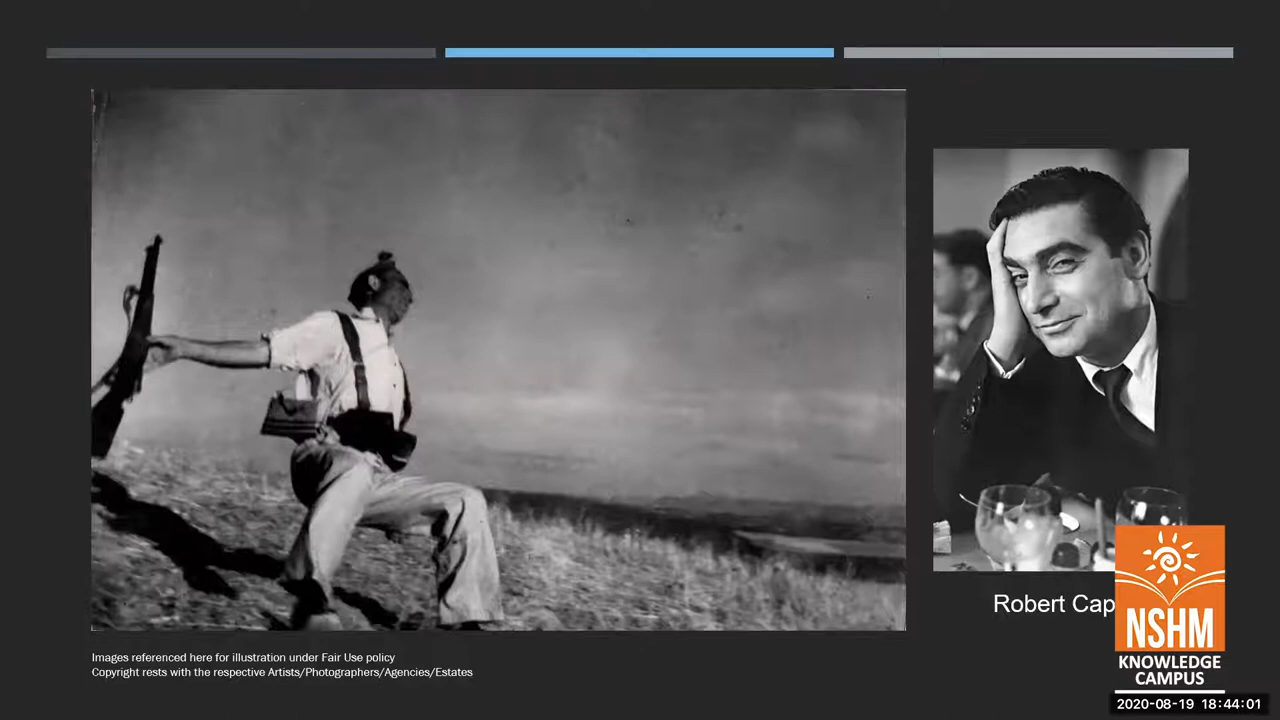 Robert Cap
Images referenced here for illustration under Fair Use policy
Copyright rests with the respective Artists/Photographers/Agencies/Estates
NSHM
KNOWLEDGE
CAMPUS
2020-08-19 18:44:01